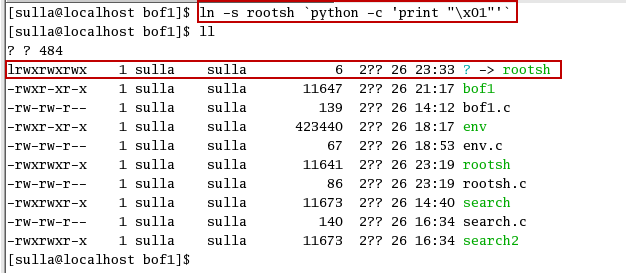 [sulla@localhost bof1]$ ln -s rootsh `python -c 'print "\x01"'`
[sulla@localhost bof1]$ ll
? ? 484
lrwxrwxrwx 1 sulla sulla 6 2?? 26 23:33 ? -> rootsh
-rwxr-xr-x 1 sulla sulla 11647 2?? 26 21:17 bof1
-rw-rw-r-- 1 sulla sulla 139 2?? 26 14:12 bof1.c
-rwxr-xr-x 1 sulla sulla 423440 2?? 26 18:17 env
-rw-rw-r-- 1 sulla sulla 67 2?? 26 18:53 env.c
-rwxrwxr-x 1 sulla sulla 11641 2?? 26 23:19 rootsh
-rw-rw-r-- 1 sulla sulla 86 2?? 26 23:19 rootsh.c
-rwxrwxr-x 1 sulla sulla 11673 2?? 26 14:40 search
-rw-rw-r-- 1 sulla sulla 140 2?? 26 16:34 search.c
-rwxrwxr-x 1 sulla sulla 11673 2?? 26 16:34 search2
[sulla@localhost bof1]$